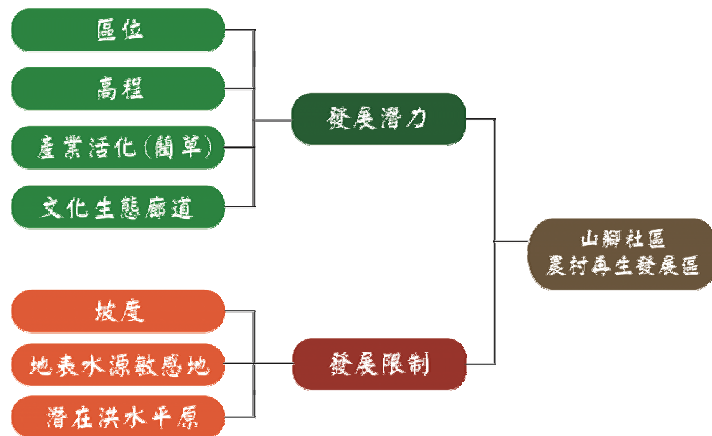 區位
高程
產業活化(藺草)
文化生態廊道
發展潛力
山腳社區
農村再生發展區
坡度
地表水源敏感地
潛在洪水平原
發展限制